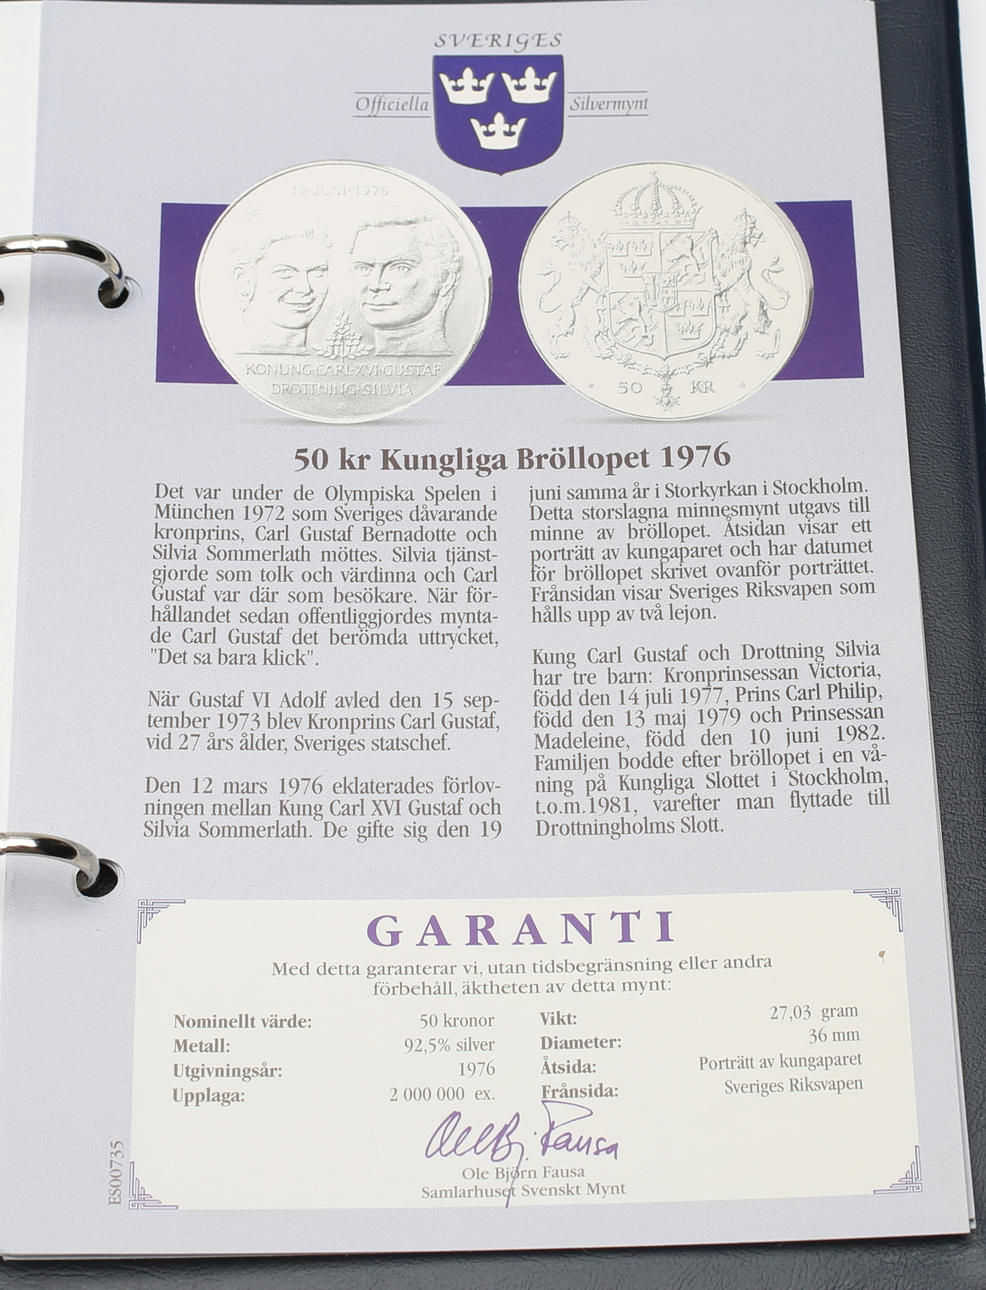 SVERIGES
Officiella Silvermynt
19·JUNI·1976
KONUNG·CARL·XVI·GUSTAF
DROTTNING·SILVIA
50 KR
50 kr Kungliga Bröllopet 1976
Det var under de Olympiska Spelen i
München 1972 som Sveriges dåvarande
kronprins, Carl Gustaf Bernadotte och
Silvia Sommerlath möttes. Silvia tjänst-
gjorde som tolk och värdinna och Carl
Gustaf var där som besökare. När för-
hållandet sedan offentliggjordes mynta-
de Carl Gustaf det berömda uttrycket,
"Det sa bara klick".
När Gustaf VI Adolf avled den 15 sep-
tember 1973 blev Kronprins Carl Gustaf,
vid 27 års ålder, Sveriges statschef.
Den 12 mars 1976 eklaterades förlov-
ningen mellan Kung Carl XVI Gustaf och
Silvia Sommerlath. De gifte sig den 19
juni samma år i Storkyrkan i Stockholm.
Detta storslagna minnesmynt utgavs till
minne av bröllopet. Åtsidan visar ett
porträtt av kungaparet och har datumet
för bröllopet skrivet ovanför porträttet.
Frånsidan visar Sveriges Riksvapen som
hålls upp av två lejon.
Kung Carl Gustaf och Drottning Silvia
har tre barn: Kronprinsessan Victoria,
född den 14 juli 1977, Prins Carl Philip,
född den 13 maj 1979 och Prinsessan
Madeleine, född den 10 juni 1982.
Familjen bodde efter bröllopet i en vå-
ning på Kungliga Slottet i Stockholm,
t.o.m.1981, varefter man flyttade till
Drottningholms Slott.
GARANTI
Med detta garanterar vi, utan tidsbegränsning eller andra
förbehåll, äktheten av detta mynt:
Nominellt värde: 50 kronor
Metall: 92,5% silver
Utgivningsår: 1976
Upplaga: 2 000 000 ex.
Vikt: 27,03 gram
Diameter: 36 mm
Åtsida: Porträtt av kungaparet
Frånsida: Sveriges Riksvapen
Ole Bj. Fausa
Ole Björn Fausa
Samlarhuset Svenskt Mynt
ES00735